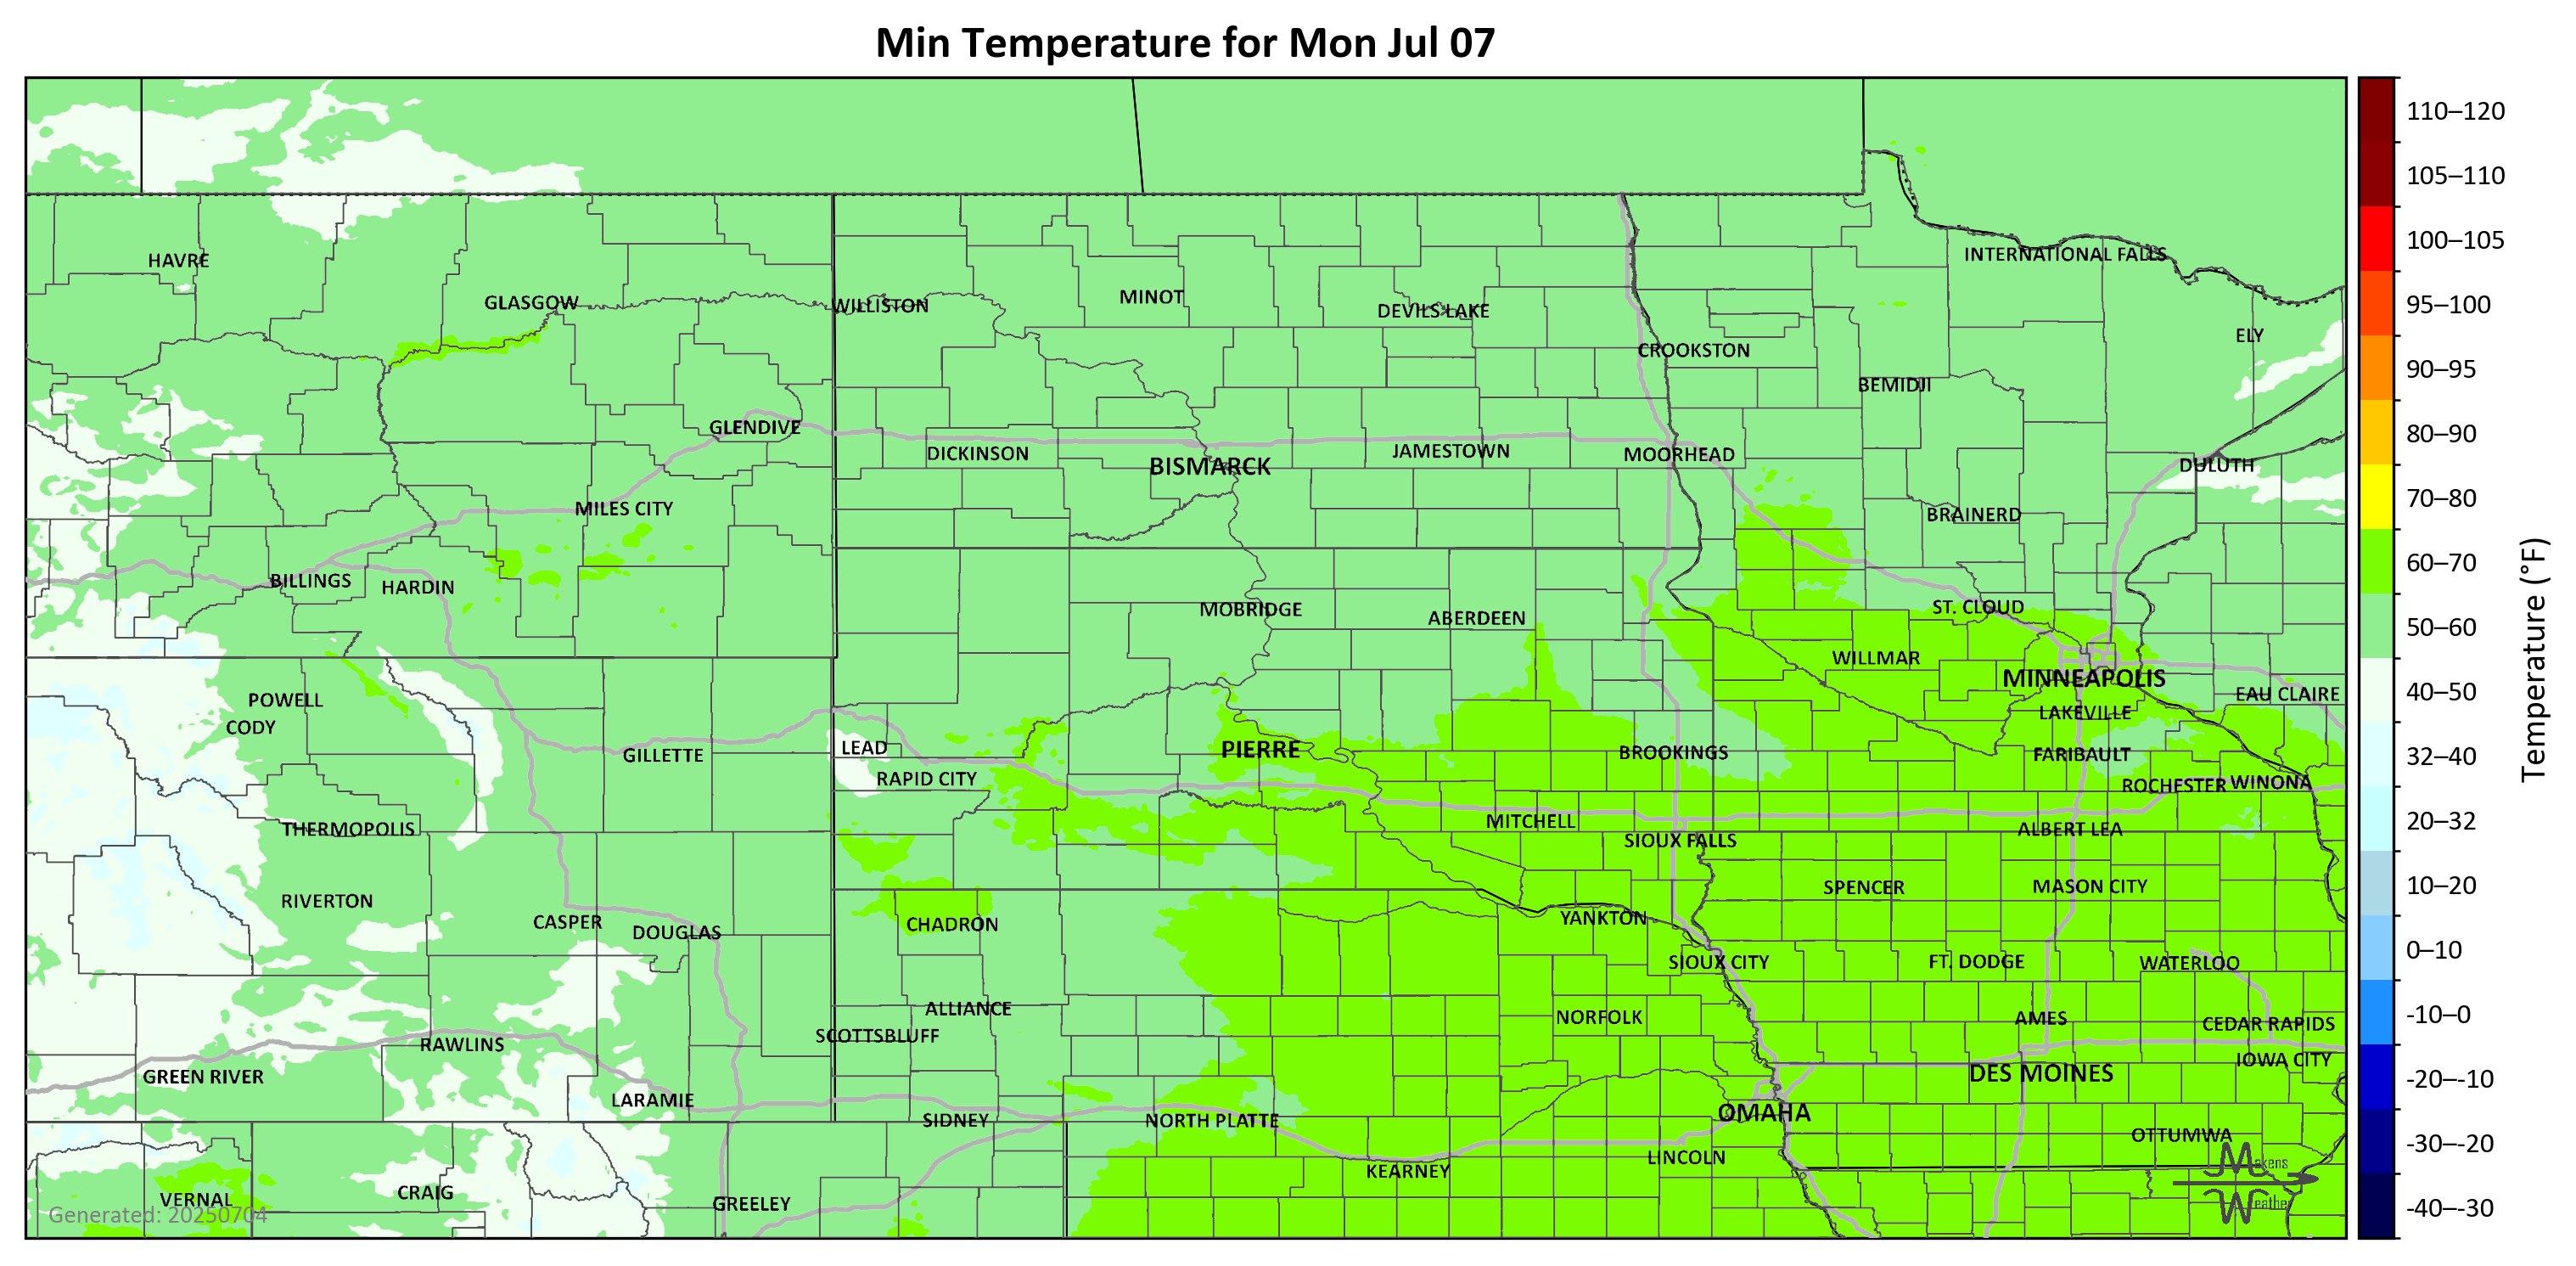 Min Temperature for Mon Jul 07
110–120
105–110
100–105
95–100
90–95
80–90
70–80
60–70
50–60
40–50
32–40
20–32
10–20
0–10
-10–0
-20–-10
-30–-20
-40–-30
Temperature (°F)
INTERNATIONAL FALLS
HAVRE
GLASGOW
WILLISTON
MINOT
DEVILS LAKE
ELY
CROOKSTON
BEMIDJI
GLENDIVE
DICKINSON
BISMARCK
JAMESTOWN
MOORHEAD
DULUTH
MILES CITY
BRAINERD
BILLINGS
HARDIN
MOBRIDGE
ABERDEEN
ST. CLOUD
WILLMAR
MINNEAPOLIS
EAU CLAIRE
POWELL
CODY
LAKEVILLE
GILLETTE
LEAD
PIERRE
BROOKINGS
FARIBAULT
RAPID CITY
ROCHESTER
WINONA
THERMOPOLIS
MITCHELL
SIOUX FALLS
ALBERT LEA
SPENCER
MASON CITY
RIVERTON
CASPER
DOUGLAS
CHADRON
YANKTON
SIOUX CITY
FT. DODGE
WATERLOO
ALLIANCE
NORFOLK
AMES
CEDAR RAPIDS
SCOTTSBLUFF
RAWLINS
IOWA CITY
GREEN RIVER
DES MOINES
LARAMIE
SIDNEY
NORTH PLATTE
OMAHA
OTTUMWA
LINCOLN
KEARNEY
VERNAL
CRAIG
GREELEY
Makens
Weather
Generated: 20250704